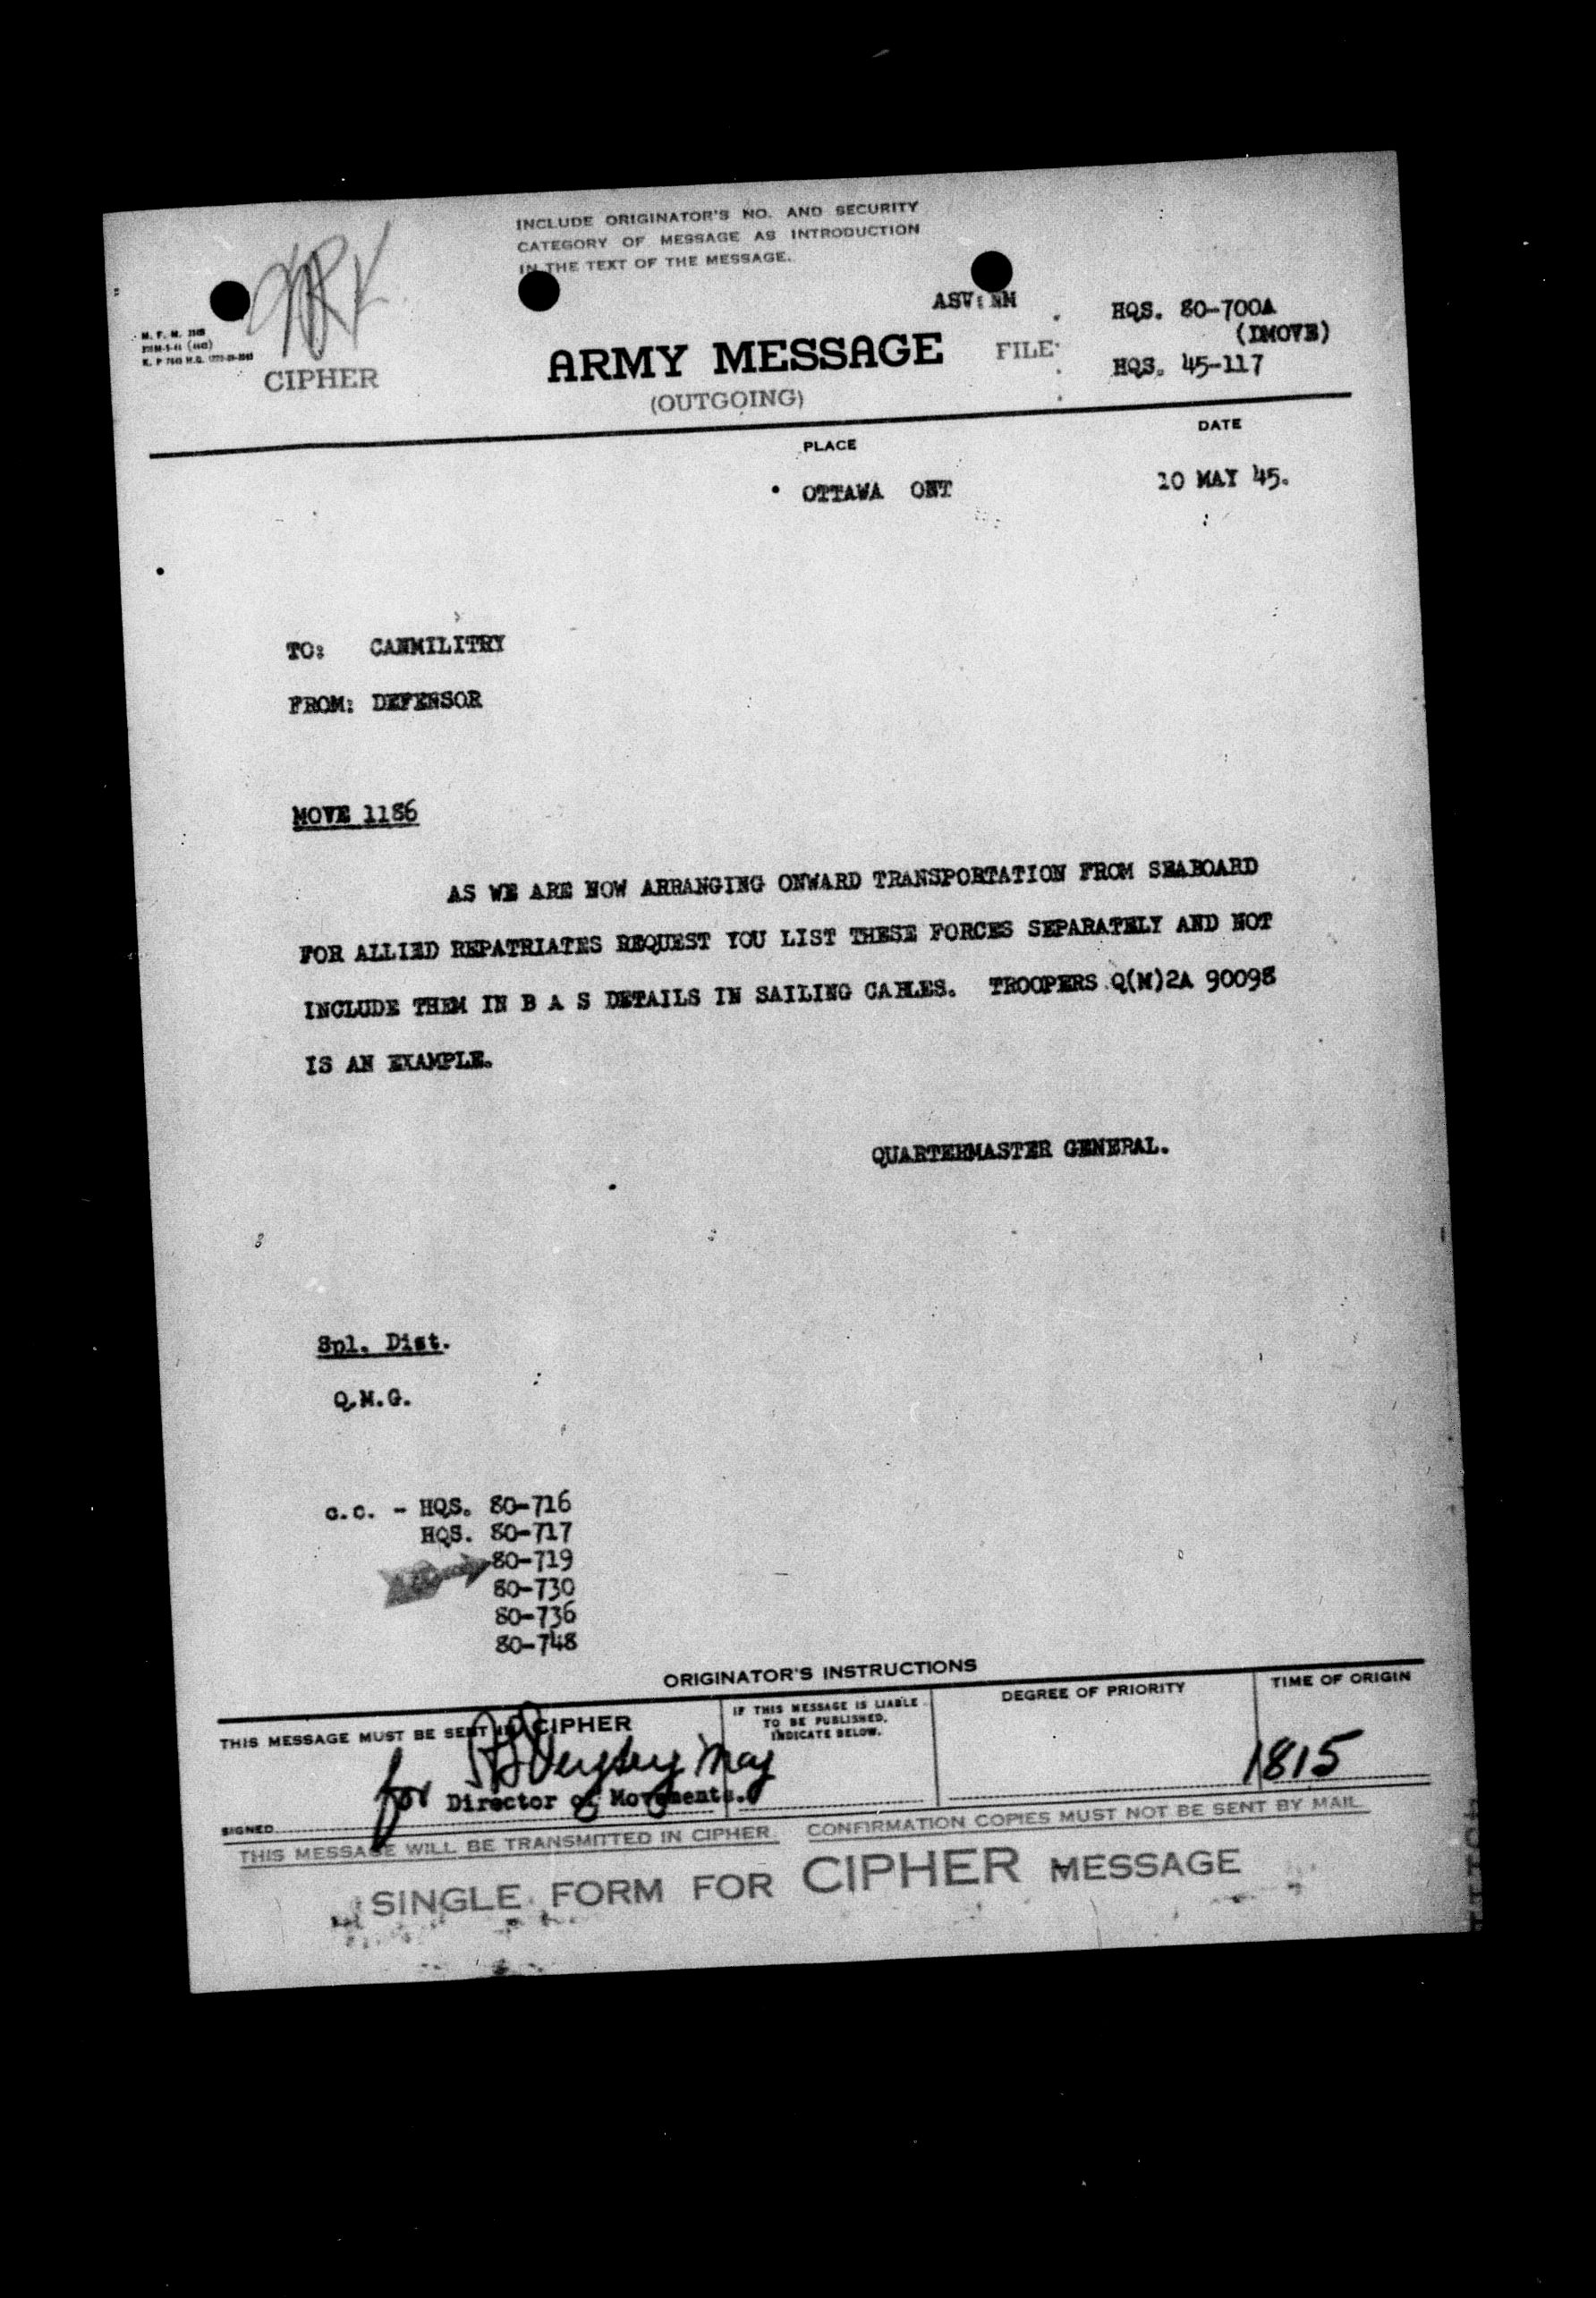 INCLUDE ORIGINATOR'S NO. AND SECURITY
CATEGORY OF MESSAGE AS INTRODUCTION
IN THE TEXT OF THE MESSAGE.
ASV:NM
HQS. 80-700A
(DMOVE)
FILE
HQS. 45-117
CIPHER
ARMY MESSAGE
(OUTGOING)
PLACE
DATE
OTTAWA ONT
10 MAY 45.
TO: CANMILITRY
FROM: DEFENSOR
MOVE 1186
AS WE ARE NOW ARRANGING ONWARD TRANSPORTATION FROM SEABOARD
FOR ALLIED REPATRIATES REQUEST YOU LIST THESE FORCES SEPARATELY AND NOT
INCLUDE THEM IN B A S DETAILS IN SAILING CABLES. TROOPERS Q(M)2A 90098
IS AN EXAMPLE.
QUARTERMASTER GENERAL.
Spl. Dist.
Q.M.G.
c.c. - HQS. 80-716
HQS. 80-717
80-719
80-730
80-736
80-748
ORIGINATOR'S INSTRUCTIONS
THIS MESSAGE MUST BE SENT IN CIPHER
IF THIS MESSAGE IS LIABLE
TO BE PUBLISHED,
INDICATE BELOW.
DEGREE OF PRIORITY
TIME OF ORIGIN
1815
for Director of Movements.
SIGNED
THIS MESSAGE WILL BE TRANSMITTED IN CIPHER. CONFIRMATION COPIES MUST NOT BE SENT BY MAIL
SINGLE FORM FOR CIPHER MESSAGE